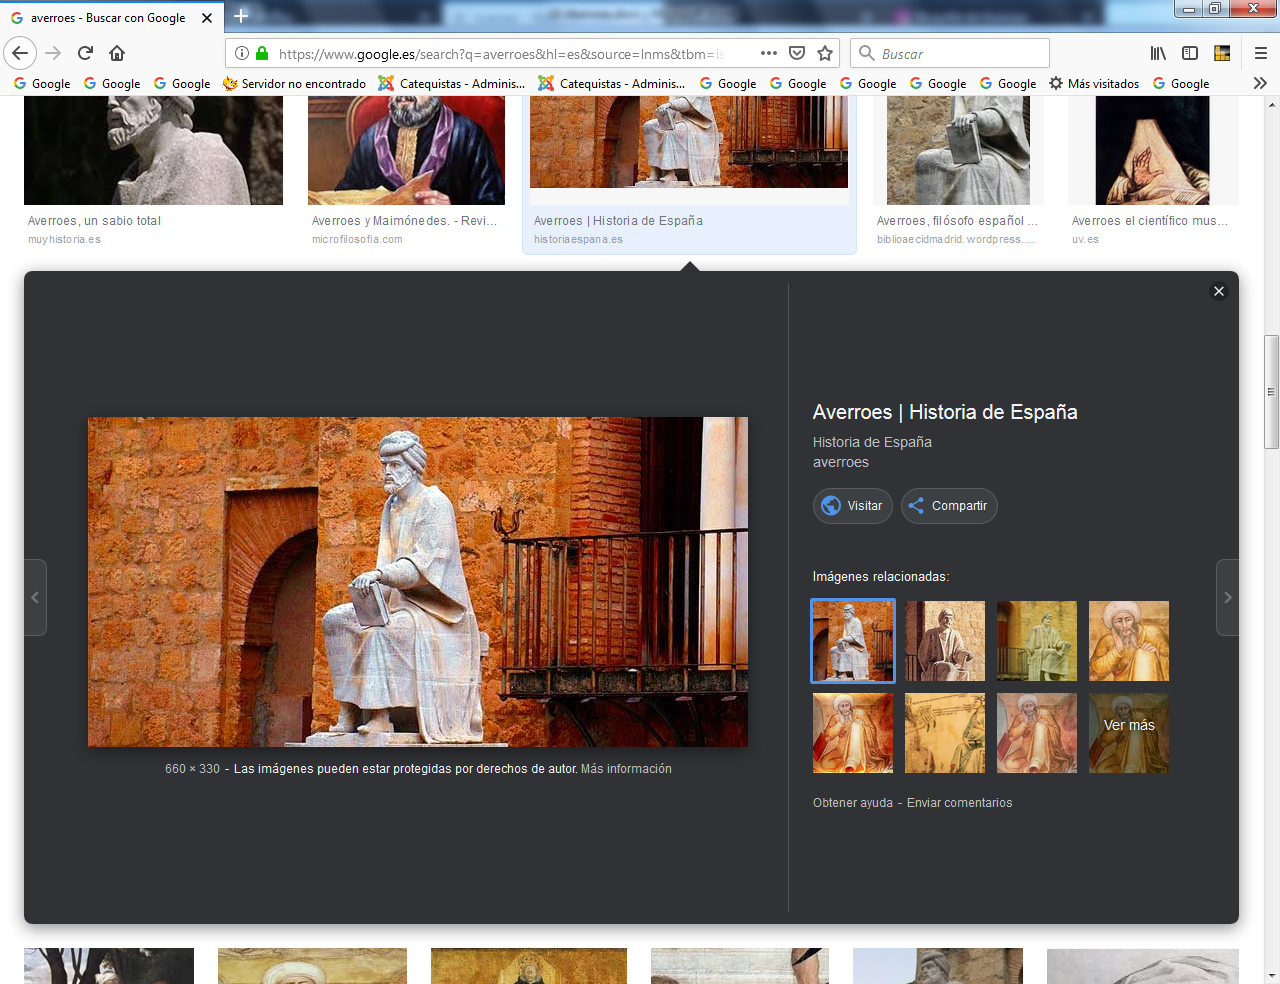 averroes - Buscar con Google
https://www.google.es/search?q=averroes&hl=es&source=lnms&tbm=is
Buscar
Google
Google
Google
Servidor no encontrado
Catequistas - Adminis...
Catequistas - Adminis...
Google
Google
Google
Google
Google
Más visitados
Google
Averroes, un sabio total
muyhistoria.es
Averroes y Maimónedes. - Revi...
microfilosofia.com
Averroes | Historia de España
historiaespana.es
Averroes, filósofo español ...
biblioaecidmadrid.wordpress....
Averroes el científico mus...
uv.es
Averroes | Historia de España
Historia de España
averroes
Visitar
Compartir
Imágenes relacionadas:
Ver más
660 × 330 - Las imágenes pueden estar protegidas por derechos de autor. Más información
Obtener ayuda - Enviar comentarios